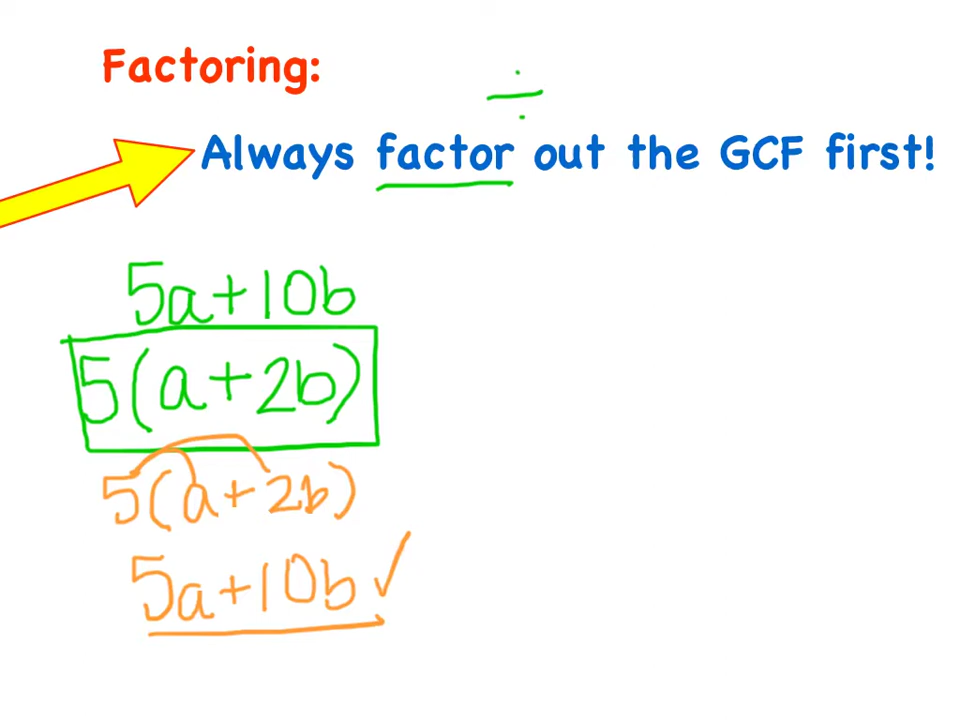 Factoring:
÷
Always factor out the GCF first!
5a+10b
5(a+2b)
5(a+2b)
5a+10b✓